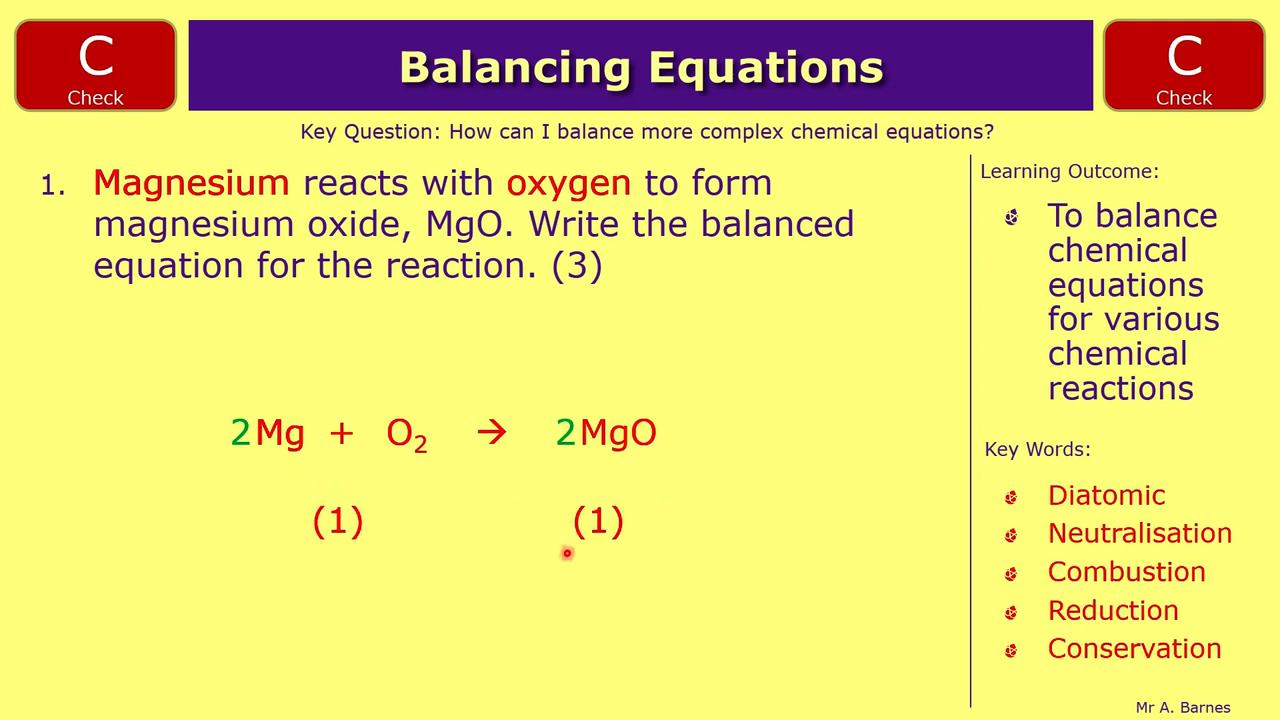 C
Check
Balancing Equations
C
Check
Key Question: How can I balance more complex chemical equations?
1. Magnesium reacts with oxygen to form
magnesium oxide, MgO. Write the balanced
equation for the reaction. (3)
2Mg + O₂ → 2MgO
(1) (1)
Learning Outcome:
To balance
chemical
equations
for various
chemical
reactions
Key Words:
Diatomic
Neutralisation
Combustion
Reduction
Conservation
Mr A. Barnes